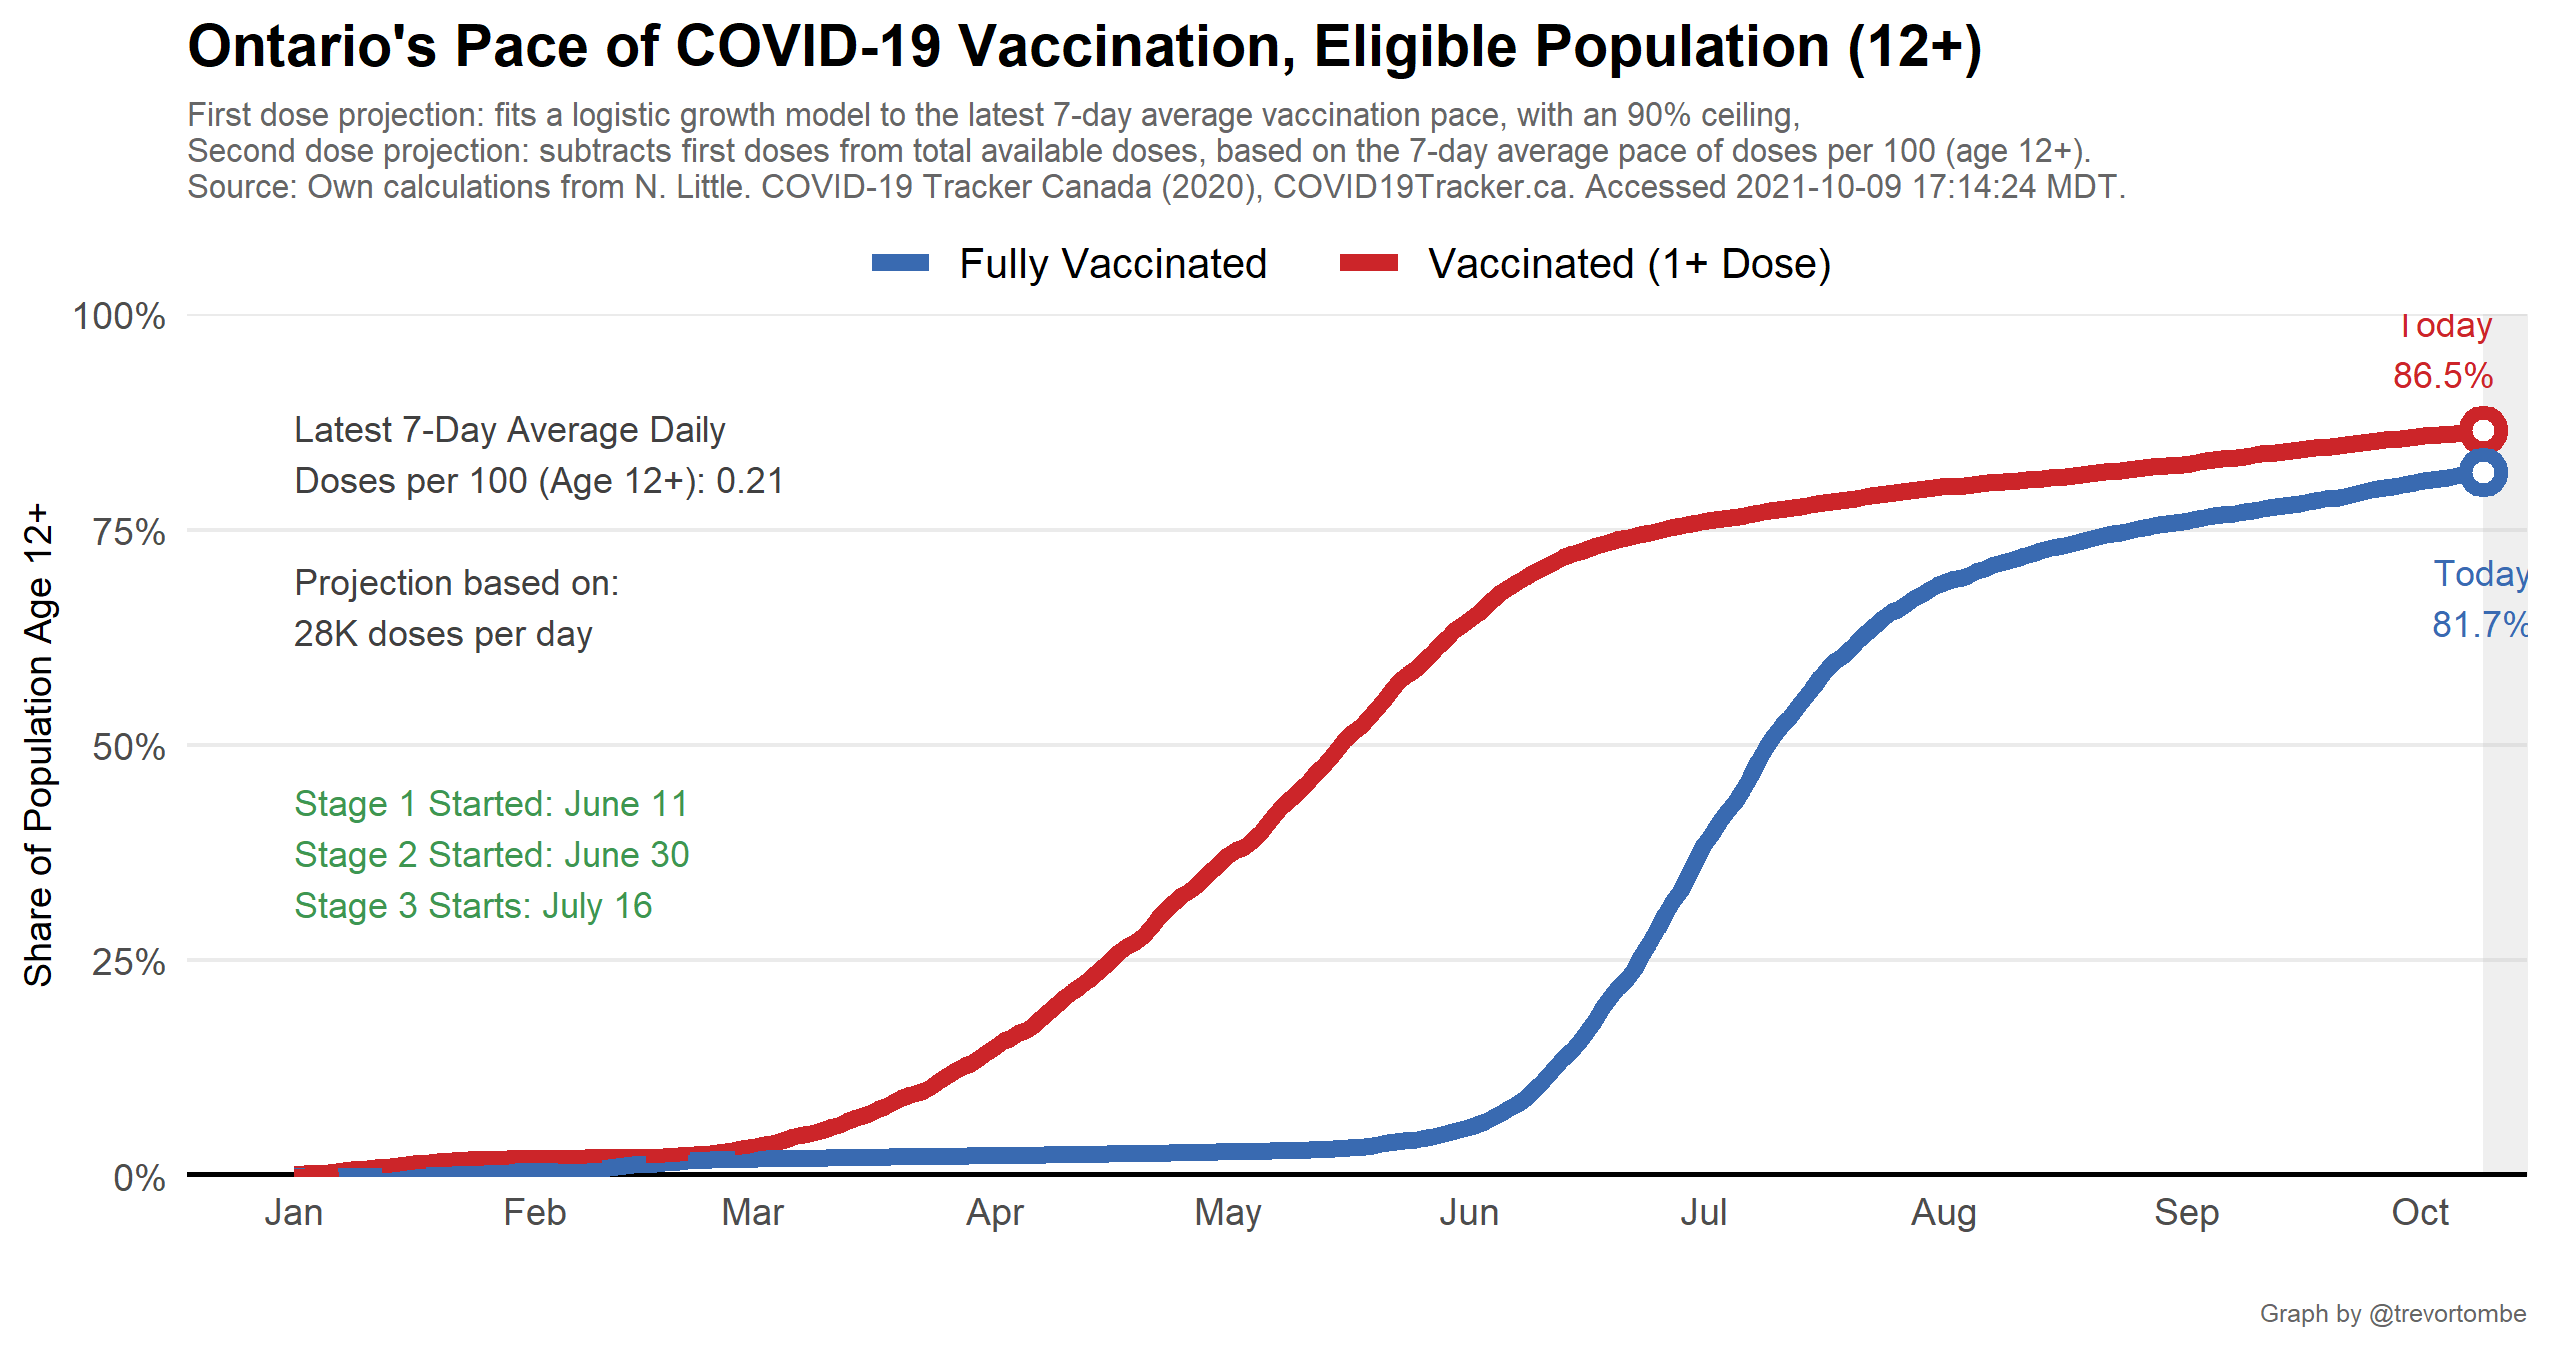 Ontario's Pace of COVID-19 Vaccination, Eligible Population (12+)
First dose projection: fits a logistic growth model to the latest 7-day average vaccination pace, with an 90% ceiling,
Second dose projection: subtracts first doses from total available doses, based on the 7-day average pace of doses per 100 (age 12+).
Source: Own calculations from N. Little. COVID-19 Tracker Canada (2020), COVID19Tracker.ca. Accessed 2021-10-09 17:14:24 MDT.
Fully Vaccinated
Vaccinated (1+ Dose)
Share of Population Age 12+
100%
75%
50%
25%
0%
Today
86.5%
Latest 7-Day Average Daily
Doses per 100 (Age 12+): 0.21
Projection based on:
28K doses per day
Today
81.7%
Stage 1 Started: June 11
Stage 2 Started: June 30
Stage 3 Starts: July 16
Jan Feb Mar Apr May Jun Jul Aug Sep Oct
Graph by @trevortombe